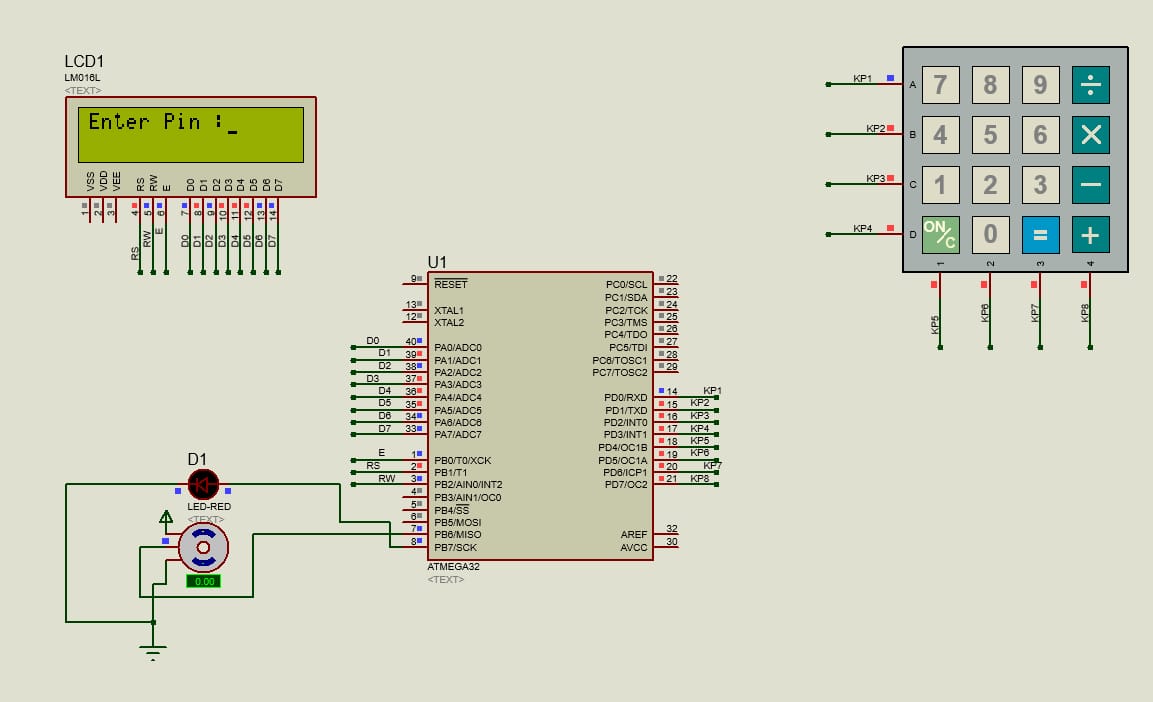 LCD1
LM016L
<TEXT>
Enter Pin :_
VSS VDD VEE RS RW E D0 D1 D2 D3 D4 D5 D6 D7
1 2 3 4 5 6 7 8 9 10 11 12 13 14
RS RW E D0 D1 D2 D3 D4 D5 D6 D7
KP1 A 7 8 9 ÷
KP2 B 4 5 6 ×
KP3 C 1 2 3 −
KP4 D ON/C 0 = +
1 2 3 4
KP5 KP6 KP7 KP8
U1
9 RESET PC0/SCL 22
PC1/SDA 23
13 XTAL1 PC2/TCK 24
12 XTAL2 PC3/TMS 25
PC4/TDO 26
D0 40 PA0/ADC0 PC5/TDI 27
D1 39 PA1/ADC1 PC6/TOSC1 28
D2 38 PA2/ADC2 PC7/TOSC2 29
D3 37 PA3/ADC3
D4 36 PA4/ADC4 PD0/RXD 14 KP1
D5 35 PA5/ADC5 PD1/TXD 15 KP2
D6 34 PA6/ADC6 PD2/INT0 16 KP3
D7 33 PA7/ADC7 PD3/INT1 17 KP4
PD4/OC1B 18 KP5
E 1 PB0/T0/XCK PD5/OC1A 19 KP6
RS 2 PB1/T1 PD6/ICP1 20 KP7
RW 3 PB2/AIN0/INT2 PD7/OC2 21 KP8
4 PB3/AIN1/OC0
5 PB4/SS
6 PB5/MOSI
7 PB6/MISO AREF 32
8 PB7/SCK AVCC 30
ATMEGA32
<TEXT>
D1
LED-RED
<TEXT>
0.00